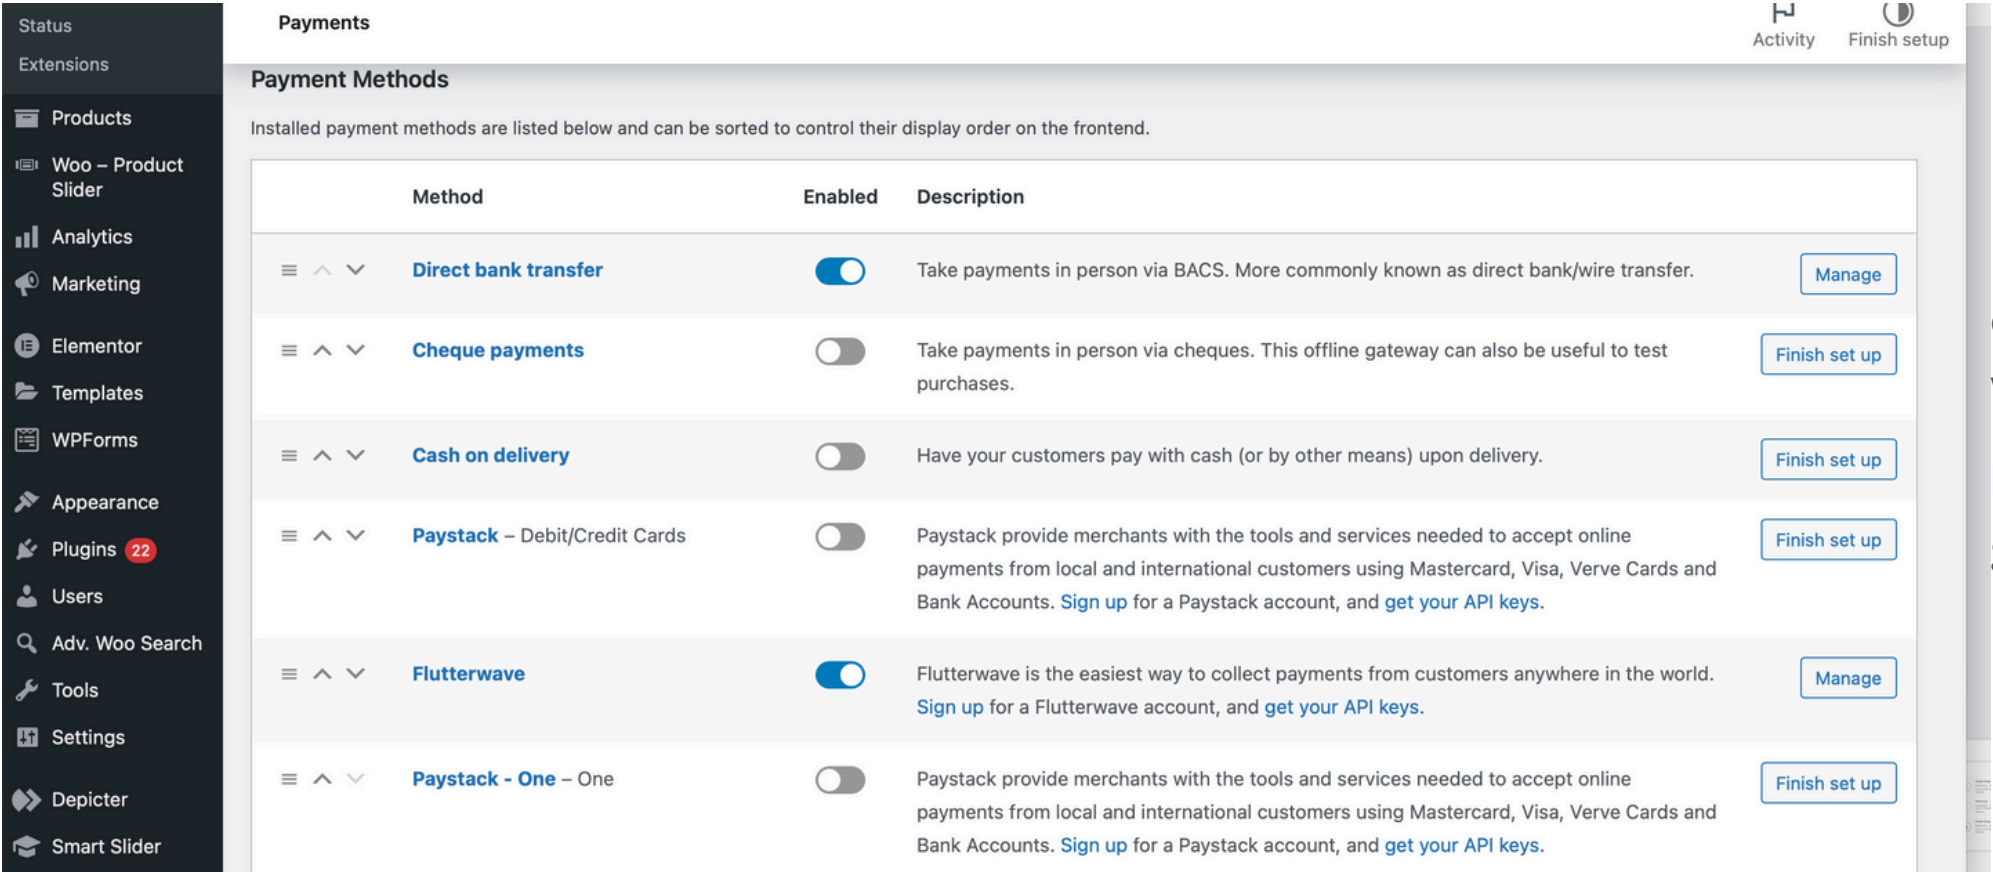 Status
Extensions
Products
Woo – Product
Slider
Analytics
Marketing
Elementor
Templates
WPForms
Appearance
Plugins 22
Users
Adv. Woo Search
Tools
Settings
Depicter
Smart Slider
Payments
Activity
Finish setup
Payment Methods
Installed payment methods are listed below and can be sorted to control their display order on the frontend.
Method Enabled Description
Direct bank transfer
Take payments in person via BACS. More commonly known as direct bank/wire transfer.
Manage
Cheque payments
Take payments in person via cheques. This offline gateway can also be useful to test
purchases.
Finish set up
Cash on delivery
Have your customers pay with cash (or by other means) upon delivery.
Finish set up
Paystack – Debit/Credit Cards
Paystack provide merchants with the tools and services needed to accept online
payments from local and international customers using Mastercard, Visa, Verve Cards and
Bank Accounts. Sign up for a Paystack account, and get your API keys.
Finish set up
Flutterwave
Flutterwave is the easiest way to collect payments from customers anywhere in the world.
Sign up for a Flutterwave account, and get your API keys.
Manage
Paystack - One – One
Paystack provide merchants with the tools and services needed to accept online
payments from local and international customers using Mastercard, Visa, Verve Cards and
Bank Accounts. Sign up for a Paystack account, and get your API keys.
Finish set up